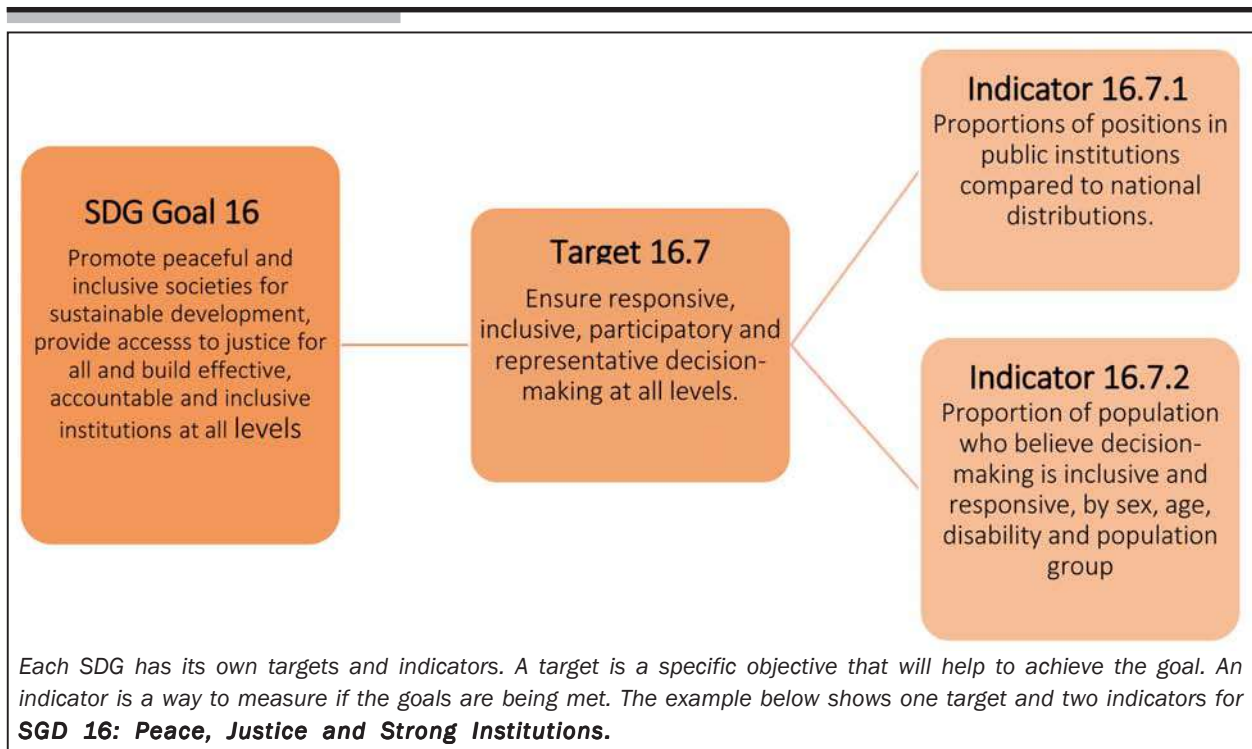 SDG Goal 16
Promote peaceful and
inclusive societies for
sustainable development,
provide accesss to justice for
all and build effective,
accountable and inclusive
institutions at all levels
Target 16.7
Ensure responsive,
inclusive, participatory and
representative decision-
making at all levels.
Indicator 16.7.1
Proportions of positions in
public institutions
compared to national
distributions.
Indicator 16.7.2
Proportion of population
who believe decision-
making is inclusive and
responsive, by sex, age,
disability and population
group
Each SDG has its own targets and indicators. A target is a specific objective that will help to achieve the goal. An
indicator is a way to measure if the goals are being met. The example below shows one target and two indicators for
SGD 16: Peace, Justice and Strong Institutions.